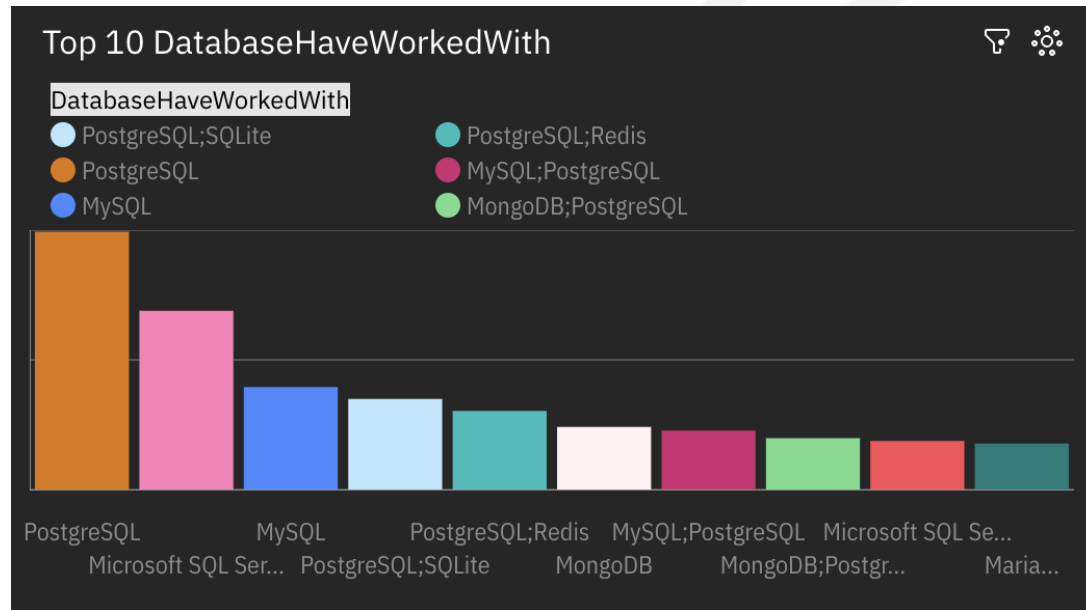 Top 10 DatabaseHaveWorkedWith
DatabaseHaveWorkedWith
PostgreSQL;SQLite
PostgreSQL;Redis
PostgreSQL
MySQL;PostgreSQL
MySQL
MongoDB;PostgreSQL
PostgreSQL MySQL PostgreSQL;Redis MySQL;PostgreSQL Microsoft SQL Se...
Microsoft SQL Ser... PostgreSQL;SQLite MongoDB MongoDB;Postgr... Maria...